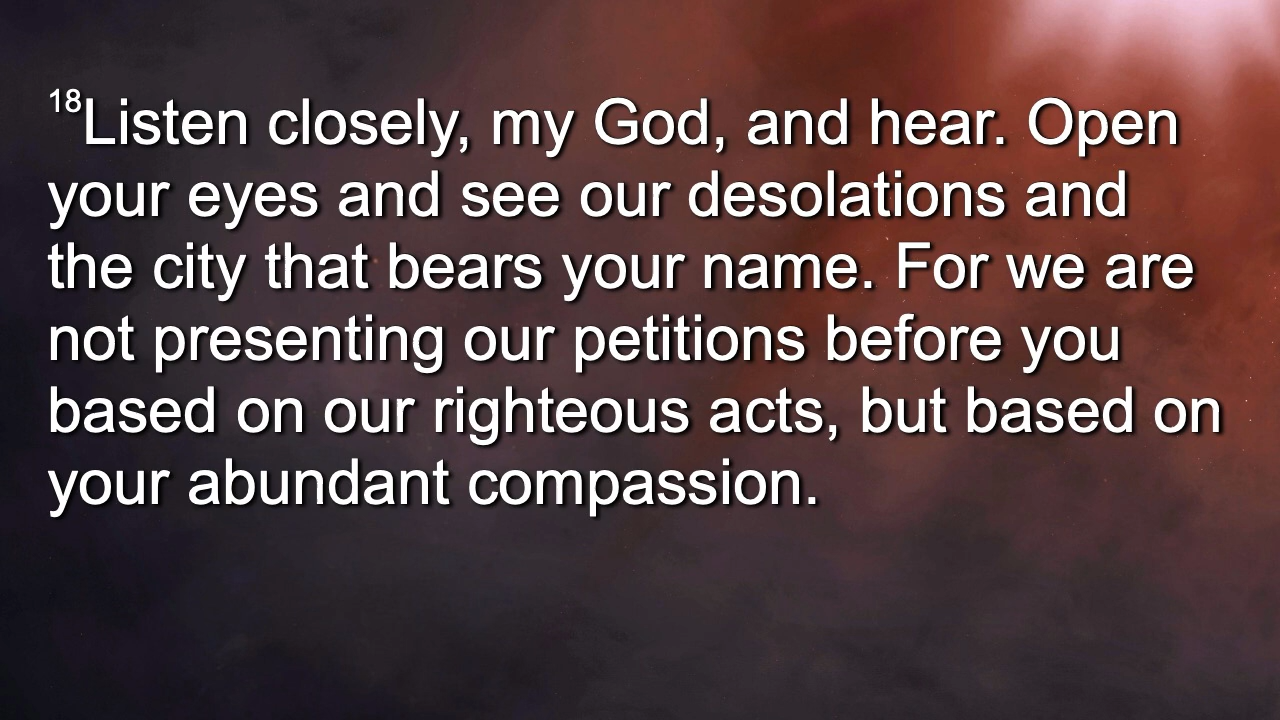 18Listen closely, my God, and hear. Open
your eyes and see our desolations and
the city that bears your name. For we are
not presenting our petitions before you
based on our righteous acts, but based on
your abundant compassion.